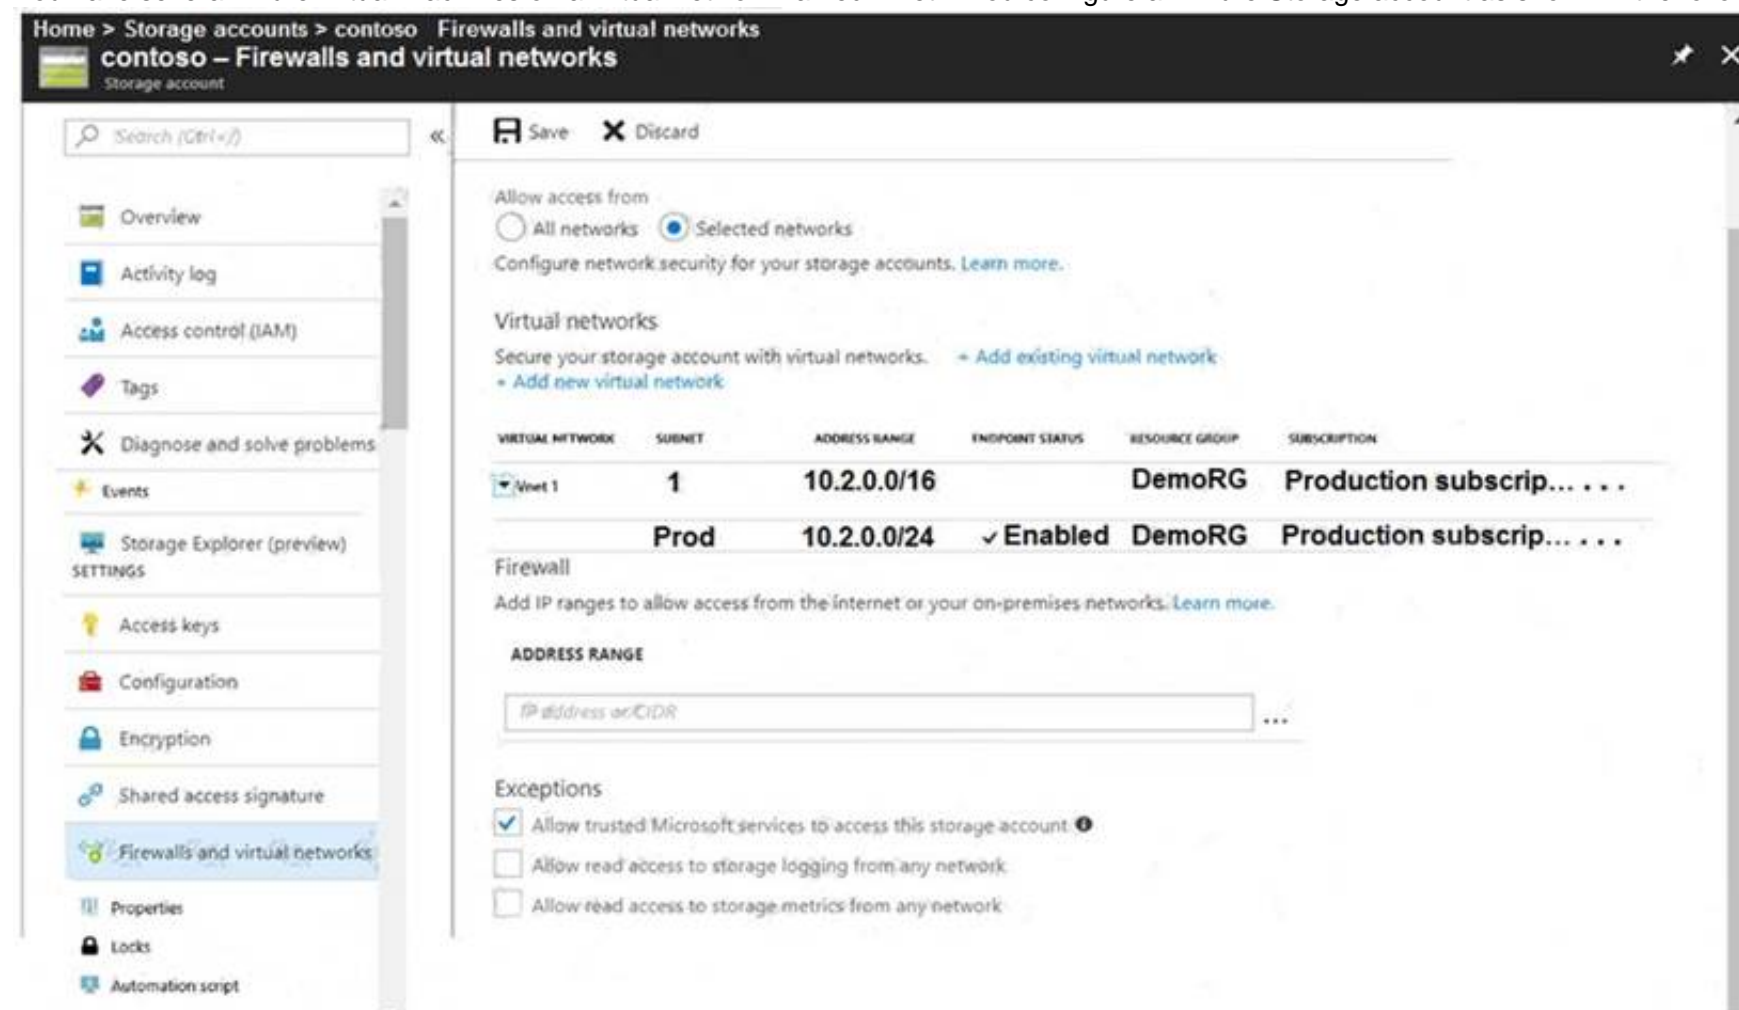 Home > Storage accounts > contoso Firewalls and virtual networks
contoso – Firewalls and virtual networks
Storage account
Search (Ctrl+/)
«
Save
Discard
Overview
Activity log
Access control (IAM)
Tags
Diagnose and solve problems
Events
Storage Explorer (preview)
SETTINGS
Access keys
Configuration
Encryption
Shared access signature
Firewalls and virtual networks
Properties
Locks
Automation script
Allow access from
All networks Selected networks
Configure network security for your storage accounts. Learn more.
Virtual networks
Secure your storage account with virtual networks. + Add existing virtual network
+ Add new virtual network
VIRTUAL NETWORK SUBNET ADDRESS RANGE ENDPOINT STATUS RESOURCE GROUP SUBSCRIPTION
Vnet 1 1 10.2.0.0/16 DemoRG Production subscrip... ...
Prod 10.2.0.0/24 ✓ Enabled DemoRG Production subscrip... ...
Firewall
Add IP ranges to allow access from the internet or your on-premises networks. Learn more.
ADDRESS RANGE
IP address or CIDR ...
Exceptions
Allow trusted Microsoft services to access this storage account
Allow read access to storage logging from any network
Allow read access to storage metrics from any network